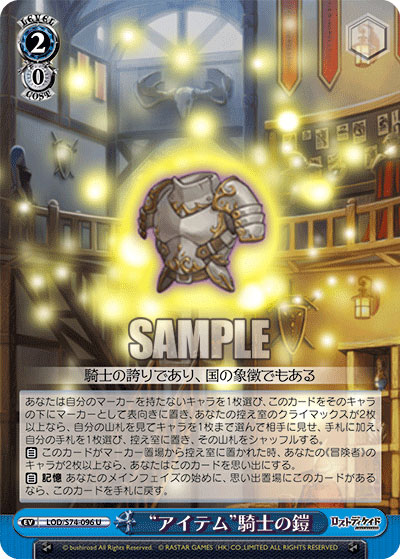 LEVEL
2
0
COST
SAMPLE
騎士の誇りであり、国の象徴でもある
あなたは自分のマーカーを持たないキャラを1枚選び、このカードをそのキャラ
の下にマーカーとして表向きに置き、あなたの控え室のクライマックスが2枚
以上なら、自分の山札を見てキャラを1枚まで選んで相手に見せ、手札に加え、
自分の手札を1枚選び、控え室に置き、その山札をシャッフルする。
自 このカードがマーカー置場から控え室に置かれた時、あなたの《冒険者》の
キャラが2枚以上なら、あなたはこのカードを思い出にする。
自 記憶 あなたのメインフェイズの始めに、思い出置場にこのカードがあるな
ら、このカードを手札に戻す。
EV LOD/S74-096 U
“アイテム”騎士の鎧
ロストディケイド
© bushiroad All Rights Reserved. © RASTAR GAMES (HK) CO.,LIMITED ALL RIGHTS RESERVED.